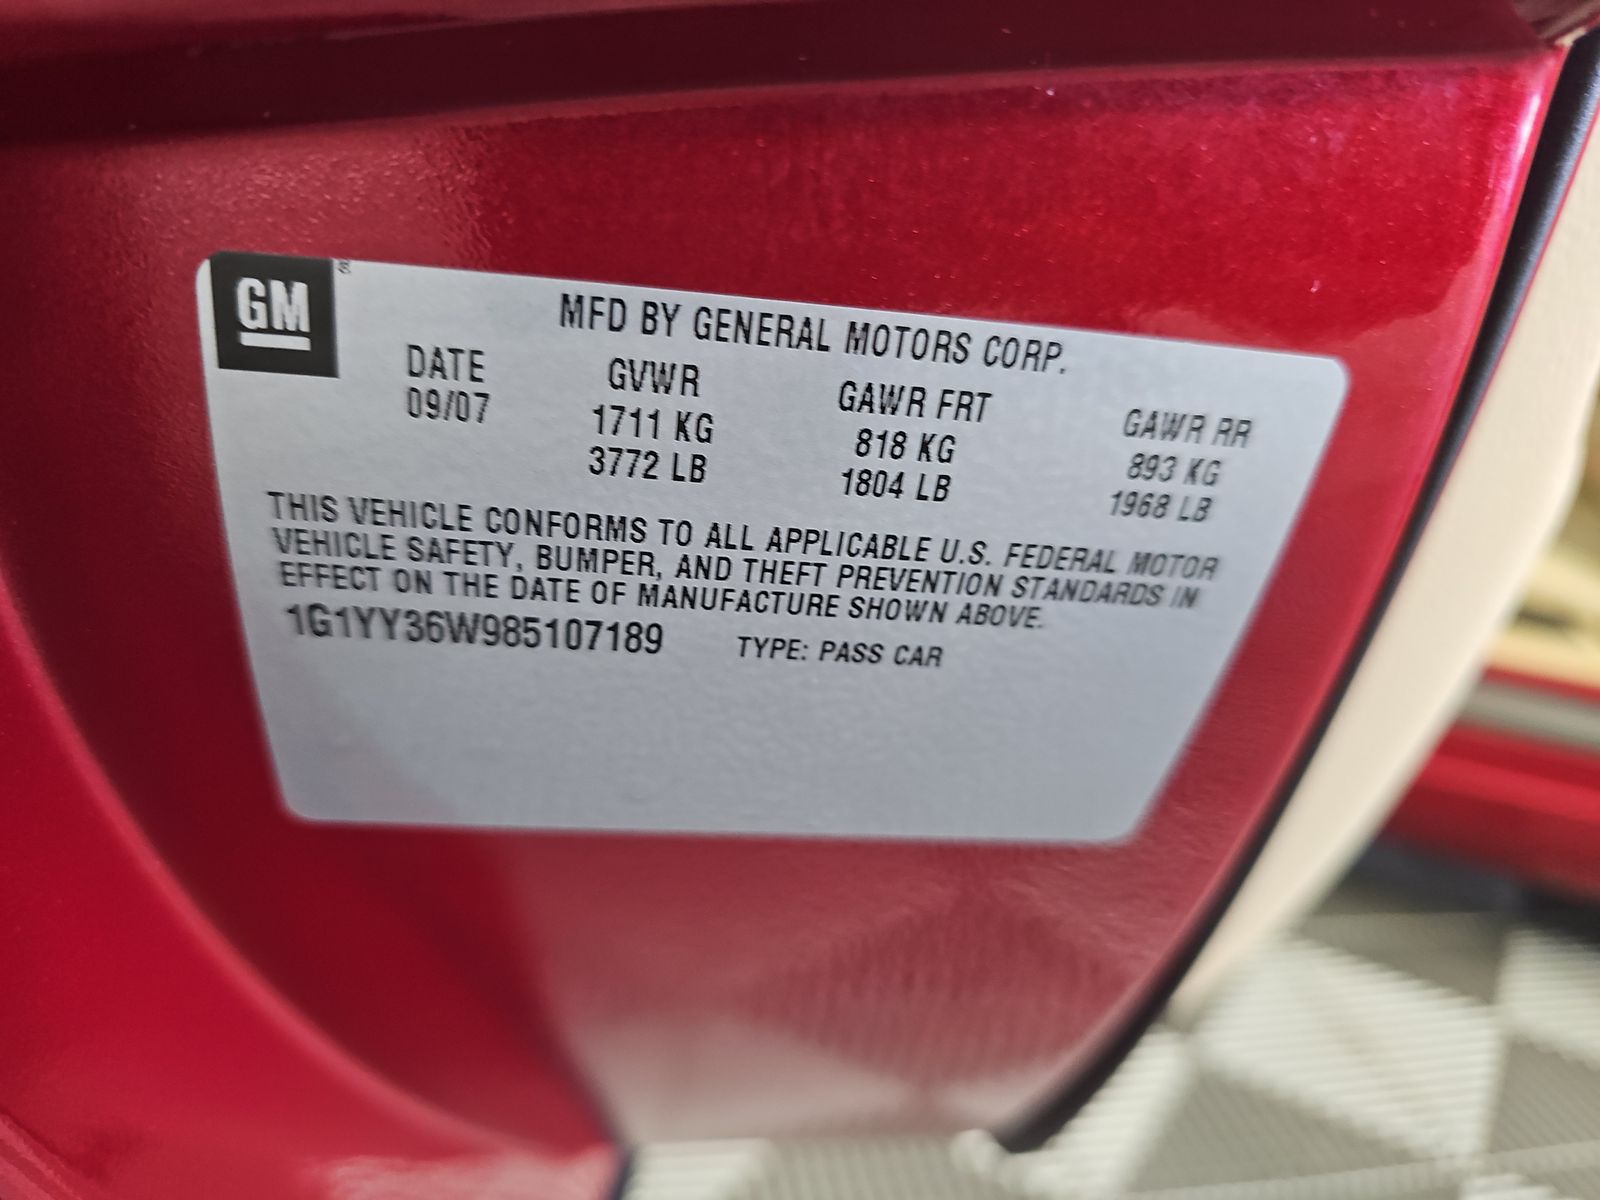 GM ®
MFD BY GENERAL MOTORS CORP.
DATE GVWR GAWR FRT GAWR RR
09/07 1711 KG 818 KG 893 KG
3772 LB 1804 LB 1968 LB
THIS VEHICLE CONFORMS TO ALL APPLICABLE U.S. FEDERAL MOTOR
VEHICLE SAFETY, BUMPER, AND THEFT PREVENTION STANDARDS IN
EFFECT ON THE DATE OF MANUFACTURE SHOWN ABOVE.
1G1YY36W985107189 TYPE: PASS CAR